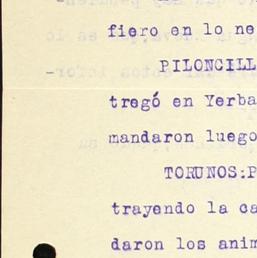 fiero en lo ne
PILONCILL
tregó en Yerba
mandaron luego
TORUNOS:P
trayendo la ca
daron los anim